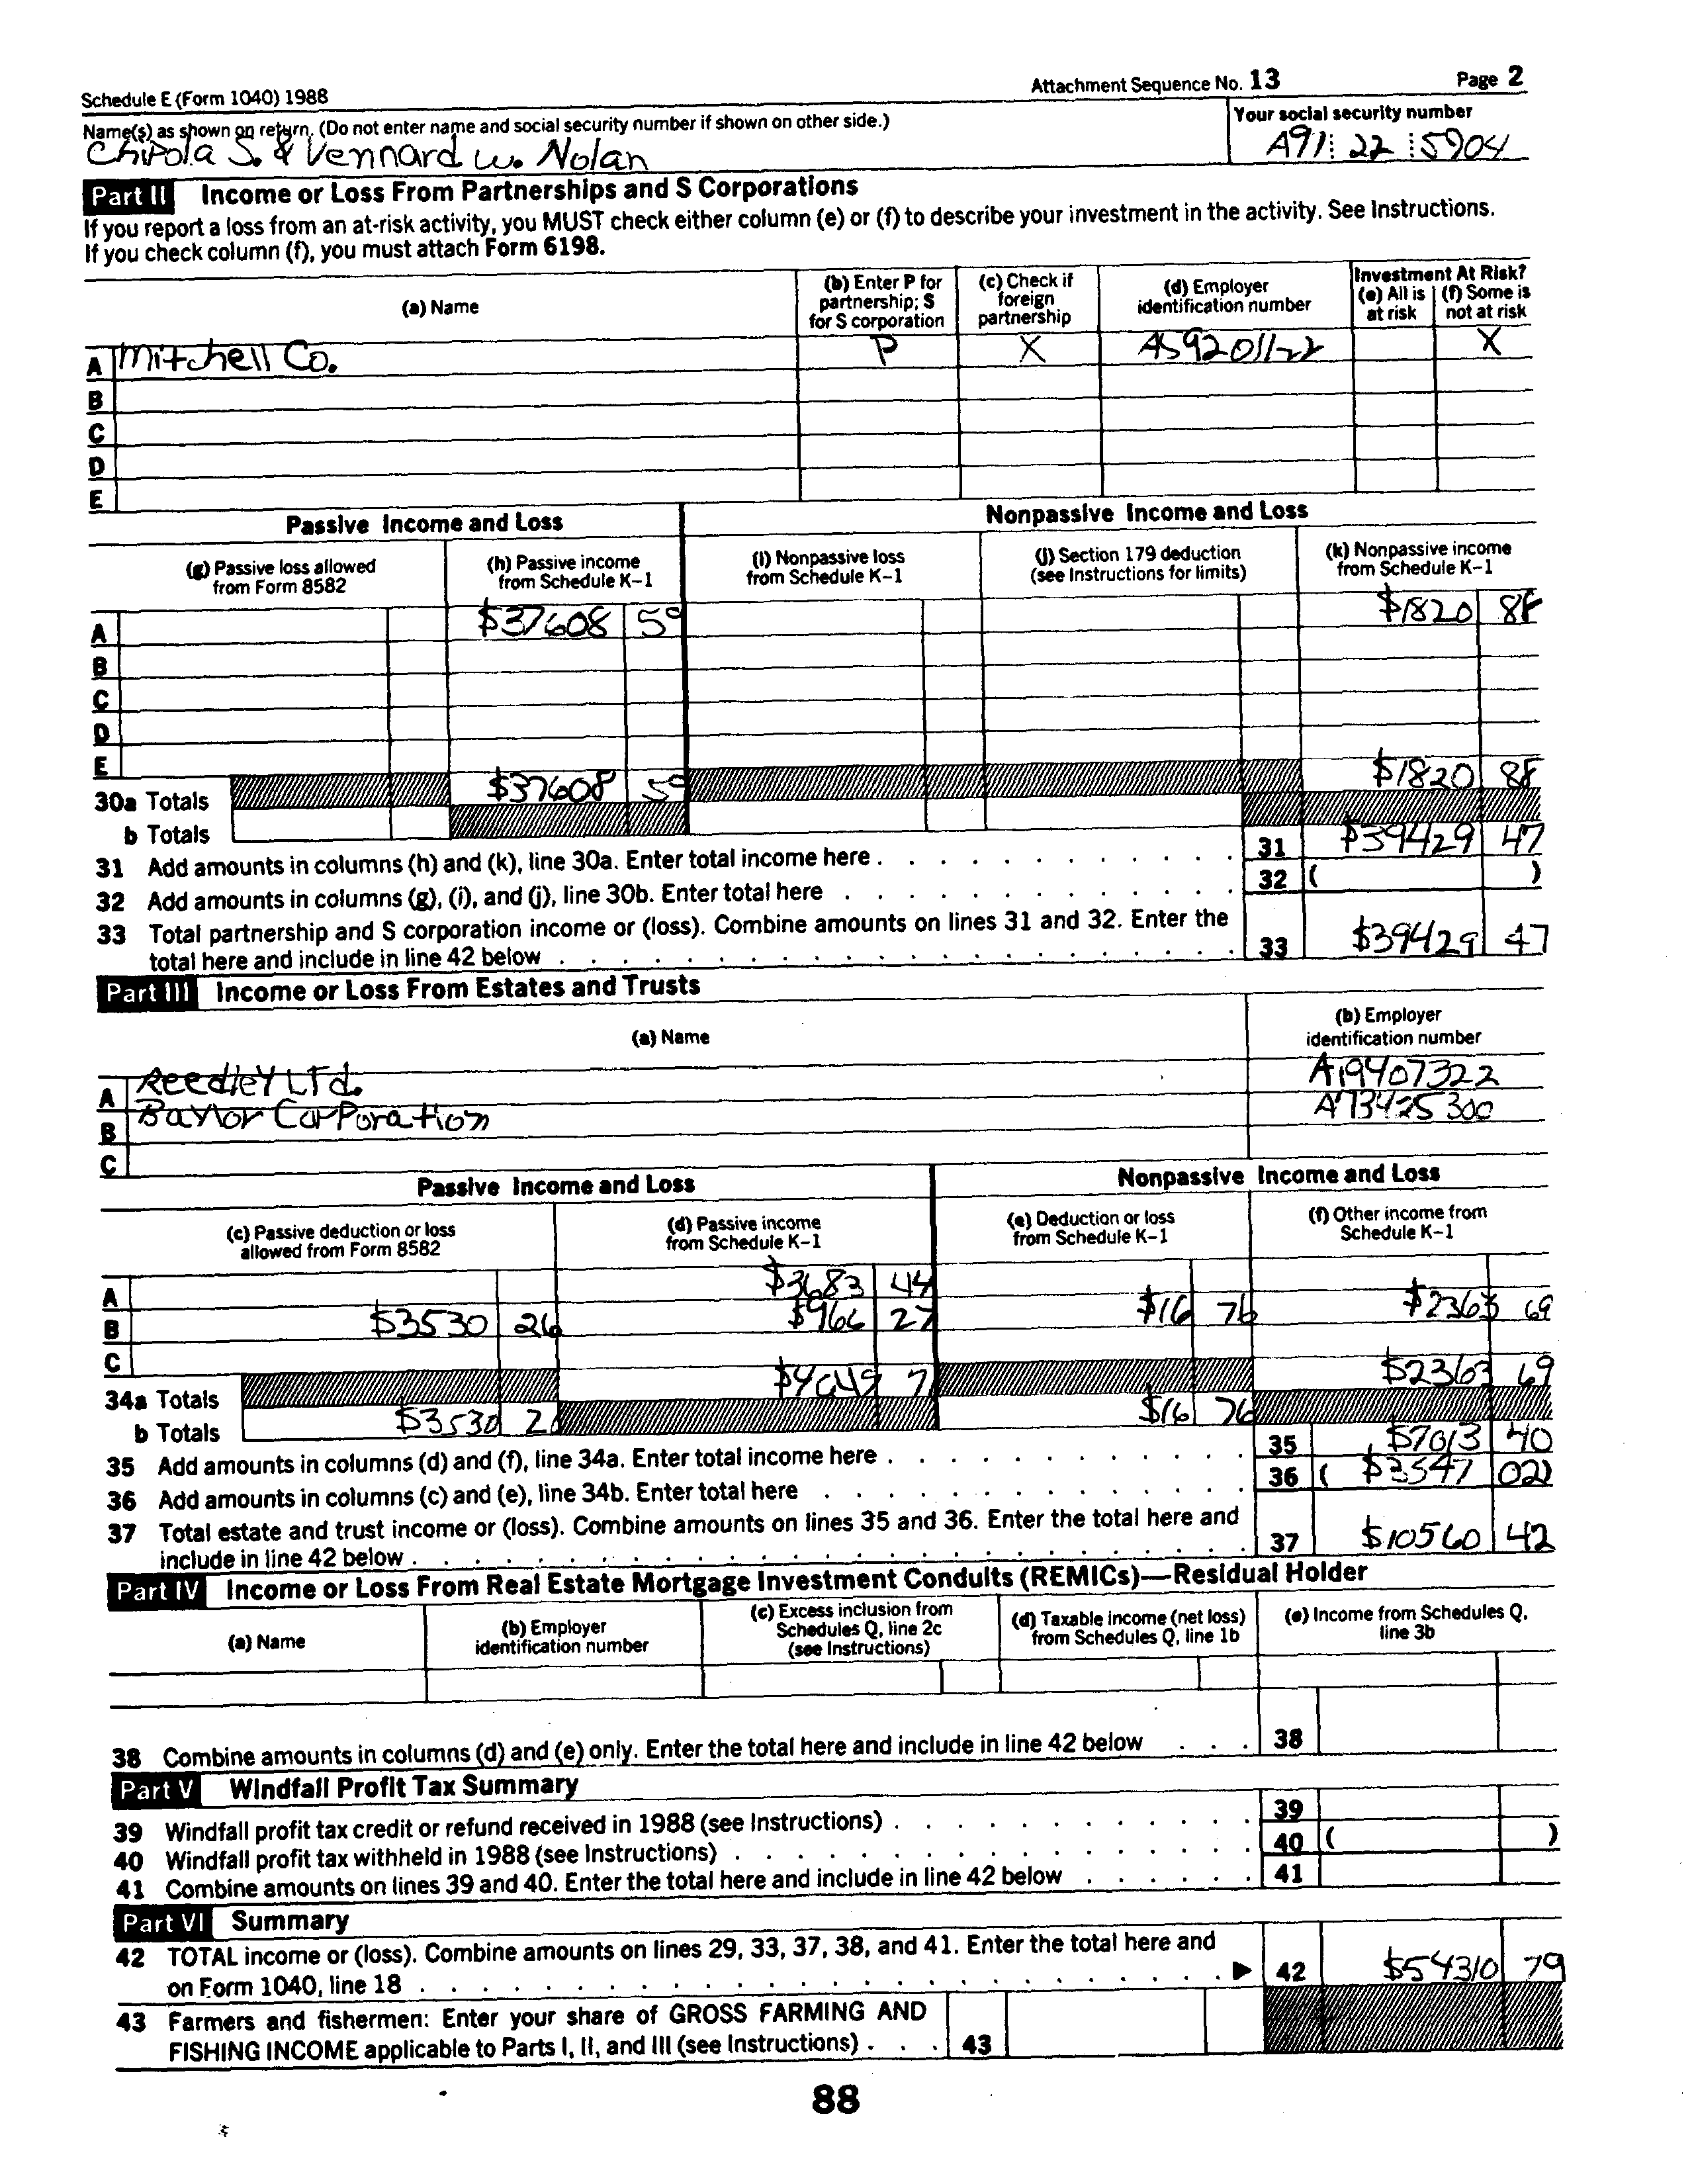 Schedule E (Form 1040) 1988 Attachment Sequence No. 13 Page 2
Name(s) as shown on return. (Do not enter name and social security number if shown on other side.) Your social security number
Chipola S. & Vennard W. Nolan A91 22 5904
Part II Income or Loss From Partnerships and S Corporations
If you report a loss from an at-risk activity, you MUST check either column (e) or (f) to describe your investment in the activity. See Instructions.
If you check column (f), you must attach Form 6198.
(a) Name
(b) Enter P for partnership; S for S corporation
(c) Check if foreign partnership
(d) Employer identification number
Investment At Risk?
(e) All is at risk
(f) Some is not at risk
A Mitchell Co. P X A59201122 X
B
C
D
E
Passive Income and Loss Nonpassive Income and Loss
(g) Passive loss allowed from Form 8582
(h) Passive income from Schedule K-1
(i) Nonpassive loss from Schedule K-1
(j) Section 179 deduction (see Instructions for limits)
(k) Nonpassive income from Schedule K-1
A $37608 59 $1820 88
B
C
D
E
30a Totals $37608 59 $1820 88
b Totals
31 Add amounts in columns (h) and (k), line 30a. Enter total income here 31 $39429 47
32 Add amounts in columns (g), (i), and (j), line 30b. Enter total here 32 ( )
33 Total partnership and S corporation income or (loss). Combine amounts on lines 31 and 32. Enter the
total here and include in line 42 below 33 $39429 47
Part III Income or Loss From Estates and Trusts
(a) Name
(b) Employer identification number
A Reedley Ltd. A19407322
B Baylor Corporation A73425300
C
Passive Income and Loss Nonpassive Income and Loss
(c) Passive deduction or loss allowed from Form 8582
(d) Passive income from Schedule K-1
(e) Deduction or loss from Schedule K-1
(f) Other income from Schedule K-1
A $3683 44
B $3530 26 $966 27 $16 76 $2363 69
C
34a Totals $4649 71 $2363 69
b Totals $3530 26 $16 76
35 Add amounts in columns (d) and (f), line 34a. Enter total income here 35 $7013 40
36 Add amounts in columns (c) and (e), line 34b. Enter total here 36 ( $3547 02)
37 Total estate and trust income or (loss). Combine amounts on lines 35 and 36. Enter the total here and
include in line 42 below 37 $10560 42
Part IV Income or Loss From Real Estate Mortgage Investment Conduits (REMICs)—Residual Holder
(a) Name
(b) Employer identification number
(c) Excess inclusion from Schedules Q, line 2c (see Instructions)
(d) Taxable income (net loss) from Schedules Q, line 1b
(e) Income from Schedules Q, line 3b
38 Combine amounts in columns (d) and (e) only. Enter the total here and include in line 42 below 38
Part V Windfall Profit Tax Summary
39 Windfall profit tax credit or refund received in 1988 (see Instructions) 39
40 Windfall profit tax withheld in 1988 (see Instructions) 40 ( )
41 Combine amounts on lines 39 and 40. Enter the total here and include in line 42 below 41
Part VI Summary
42 TOTAL income or (loss). Combine amounts on lines 29, 33, 37, 38, and 41. Enter the total here and
on Form 1040, line 18 ▶ 42 $54310 79
43 Farmers and fishermen: Enter your share of GROSS FARMING AND
FISHING INCOME applicable to Parts I, II, and III (see Instructions) 43
88